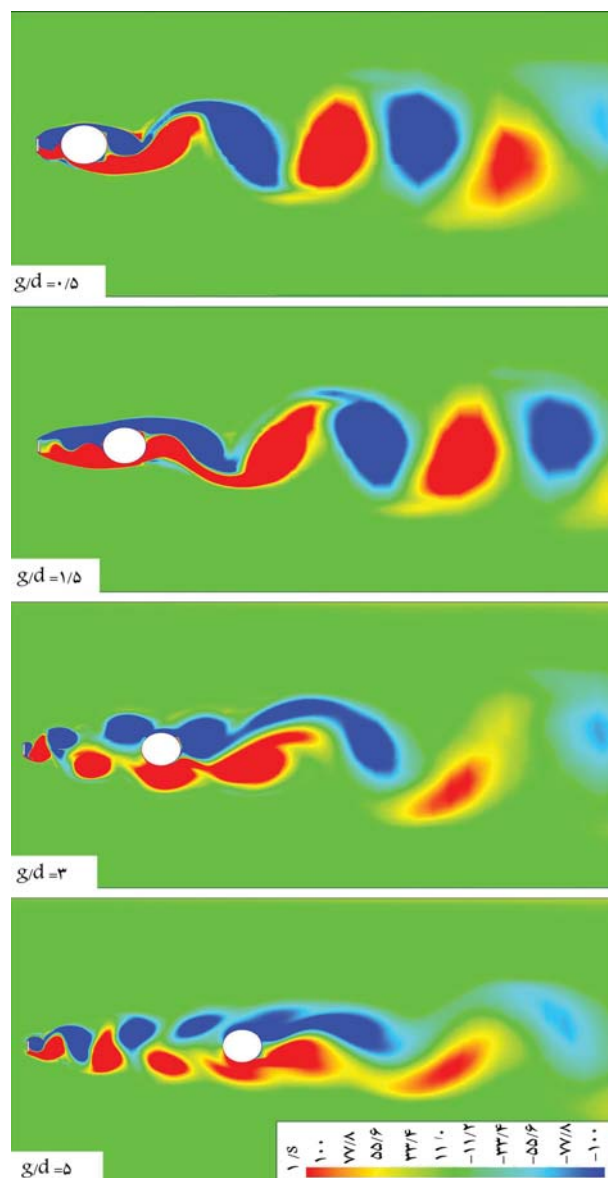 g/d =۰/۵
g/d =۱/۵
g/d =۳
g/d =۵
۱/s
۱۰۰
۷۷/۸
۵۵/۶
۳۳/۴
۱۱/۰
-۱۱/۲
-۳۳/۴
-۵۵/۶
-۷۷/۸
-۱۰۰